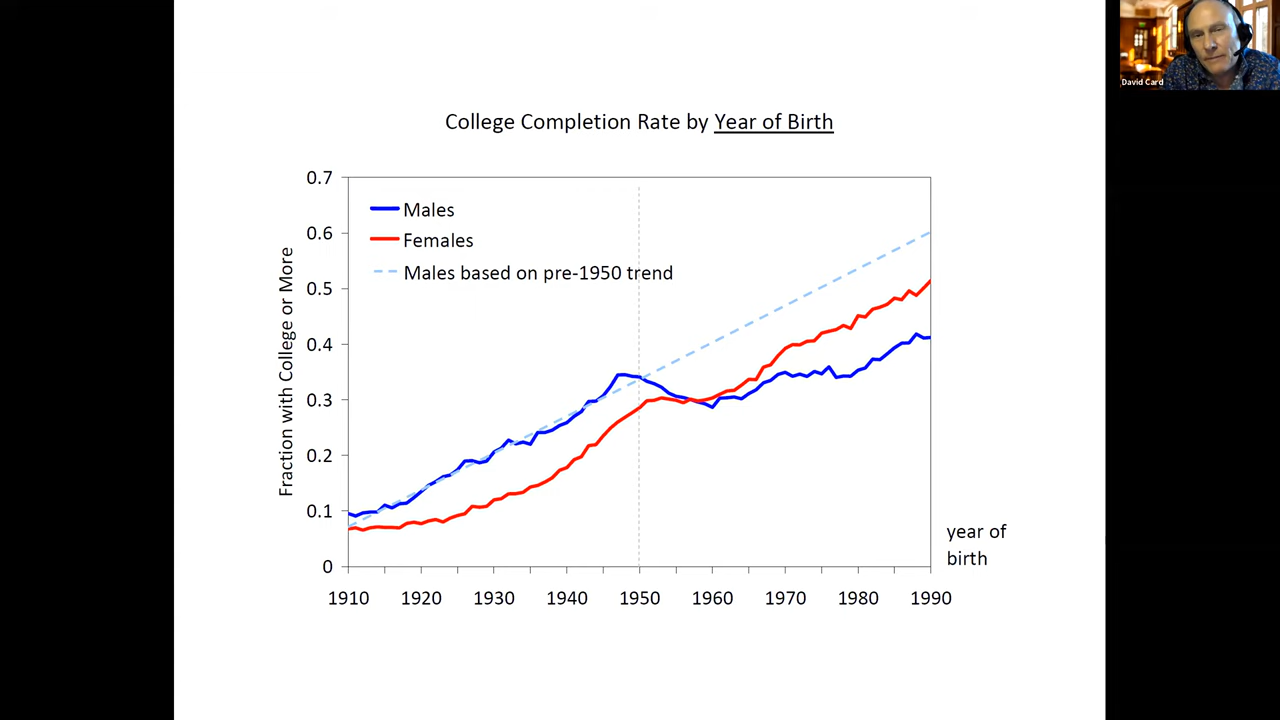 David Card
College Completion Rate by Year of Birth
0.7
0.6
0.5
0.4
0.3
0.2
0.1
0
Fraction with College or More
Males
Females
Males based on pre-1950 trend
year of
birth
1910 1920 1930 1940 1950 1960 1970 1980 1990